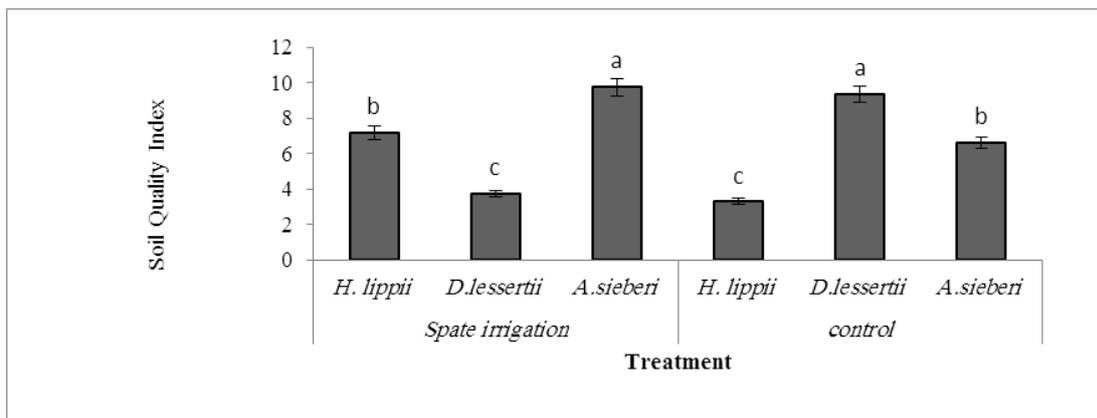 Soil Quality Index
12
10
8
6
4
2
0
b
c
a
c
a
b
H. lippii D.lessertii A.sieberi H. lippii D.lessertii A.sieberi
Spate irrigation control
Treatment